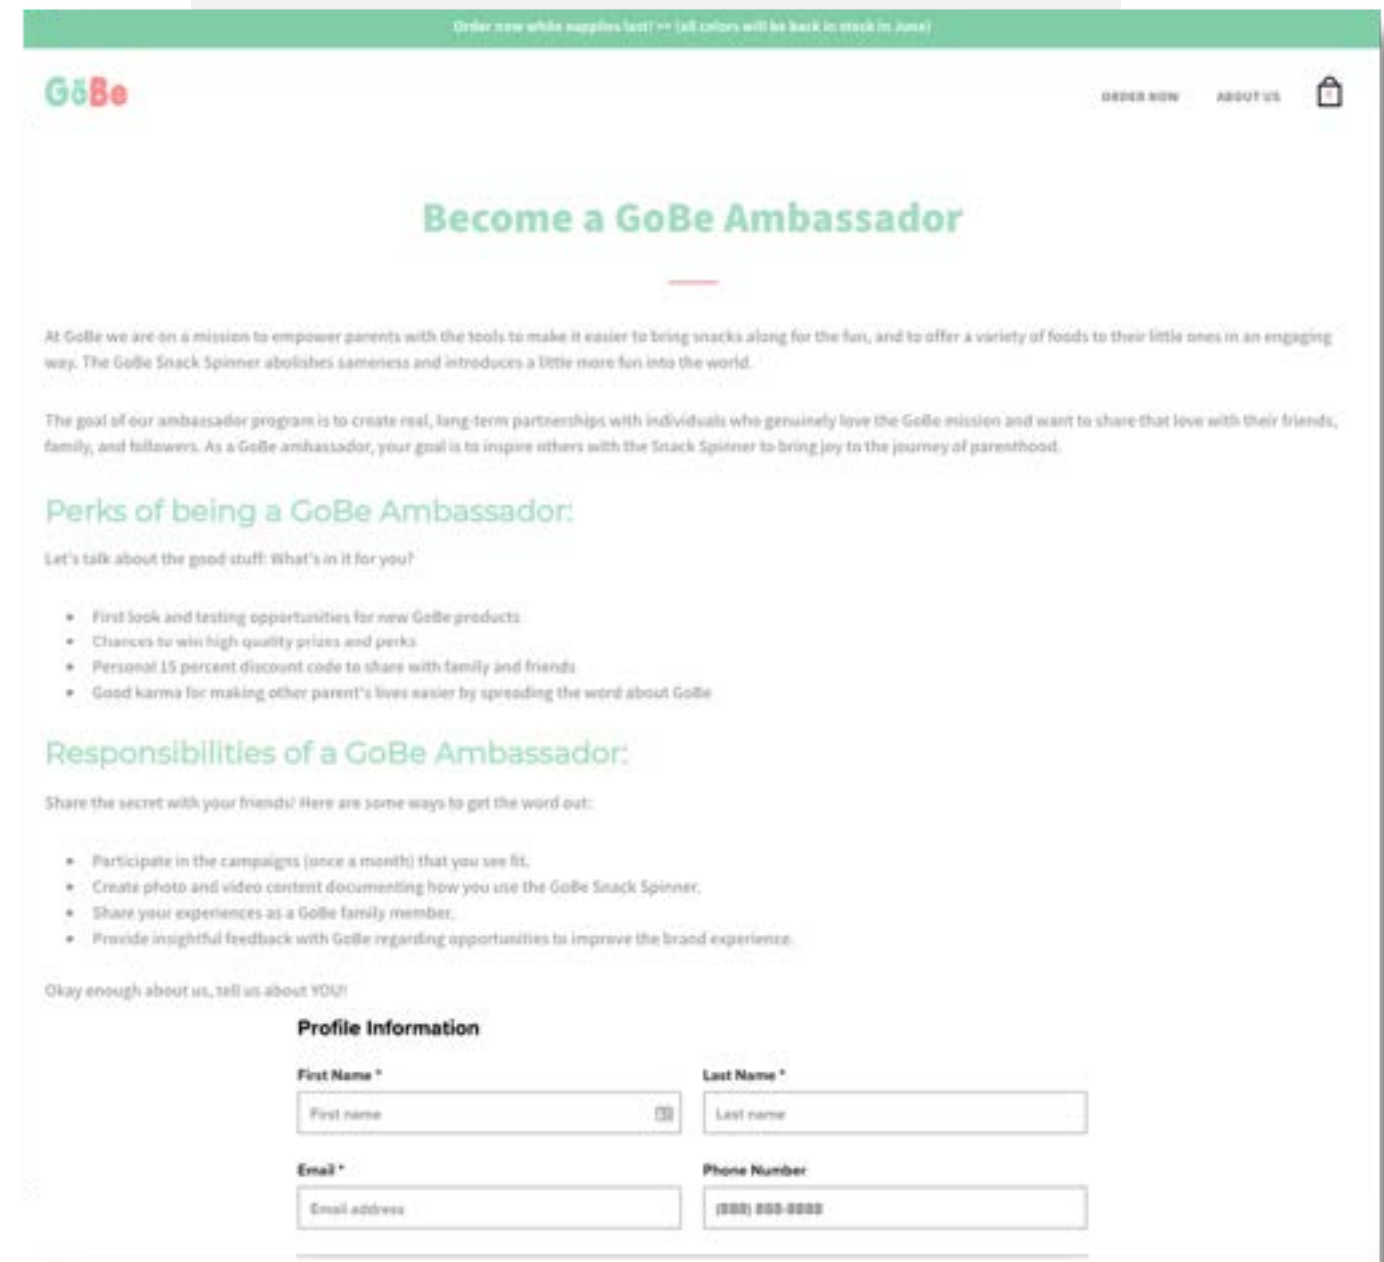 Order now while supplies last! >> (all colors will be back in stock in June)
GöBe
ORDER NOW
ABOUT US
Become a GoBe Ambassador
At GoBe we are on a mission to empower parents with the tools to make it easier to bring snacks along for the fun, and to offer a variety of foods to their little ones in an engaging
way. The GoBe Snack Spinner abolishes sameness and introduces a little more fun into the world.
The goal of our ambassador program is to create real, long-term partnerships with individuals who genuinely love the GoBe mission and want to share that love with their friends,
family, and followers. As a GoBe ambassador, your goal is to inspire others with the Snack Spinner to bring joy to the journey of parenthood.
Perks of being a GoBe Ambassador:
Let's talk about the good stuff: What's in it for you?
• First look and testing opportunities for new GoBe products
• Chances to win high quality prizes and perks
• Personal 15 percent discount code to share with family and friends
• Good karma for making other parent's lives easier by spreading the word about GoBe
Responsibilities of a GoBe Ambassador:
Share the secret with your friends! Here are some ways to get the word out:
• Participate in the campaigns (once a month) that you see fit.
• Create photo and video content documenting how you use the GoBe Snack Spinner.
• Share your experiences as a GoBe family member.
• Provide insightful feedback with GoBe regarding opportunities to improve the brand experience.
Okay enough about us, tell us about YOU!
Profile Information
First Name *
Last Name *
First name
Last name
Email *
Phone Number
Email address
(888) 888-8888